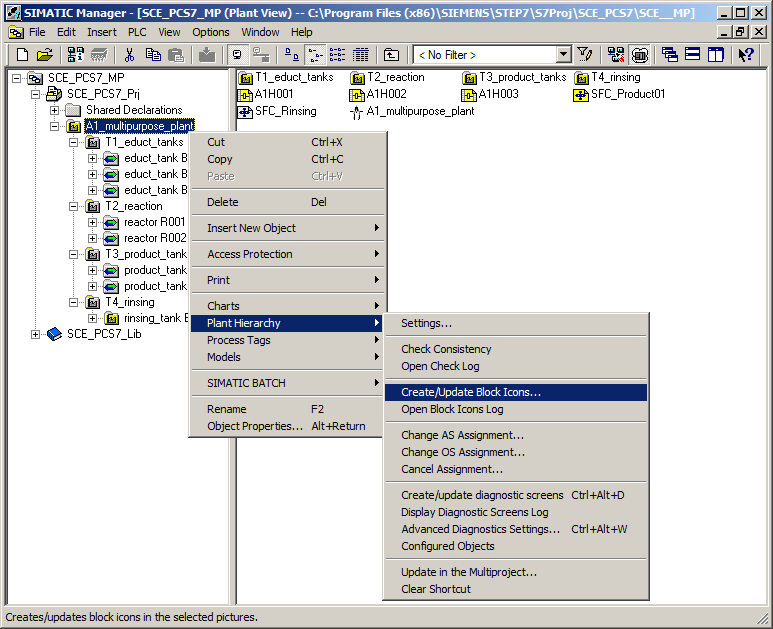 SIMATIC Manager - [SCE_PCS7_MP (Plant View) -- C:\Program Files (x86)\SIEMENS\STEP7\S7Proj\SCE_PCS7\SCE__MP]
File Edit Insert PLC View Options Window Help
< No Filter >
SCE_PCS7_MP
SCE_PCS7_Prj
Shared Declarations
A1_multipurpose_plant
T1_educt_tanks
educt_tank B
educt_tank B
educt_tank B
T2_reaction
reactor R001
reactor R002
T3_product_tank
product_tank
product_tank
T4_rinsing
rinsing_tank B
SCE_PCS7_Lib
T1_educt_tanks T2_reaction T3_product_tanks T4_rinsing
A1H001 A1H002 A1H003 SFC_Product01
SFC_Rinsing A1_multipurpose_plant
Cut Ctrl+X
Copy Ctrl+C
Paste Ctrl+V
Delete Del
Insert New Object
Access Protection
Print
Charts
Plant Hierarchy
Process Tags
Models
SIMATIC BATCH
Rename F2
Object Properties... Alt+Return
Settings...
Check Consistency
Open Check Log
Create/Update Block Icons...
Open Block Icons Log
Change AS Assignment...
Change OS Assignment...
Cancel Assignment...
Create/update diagnostic screens Ctrl+Alt+D
Display Diagnostic Screens Log
Advanced Diagnostics Settings... Ctrl+Alt+W
Configured Objects
Update in the Multiproject...
Clear Shortcut
Creates/updates block icons in the selected pictures.